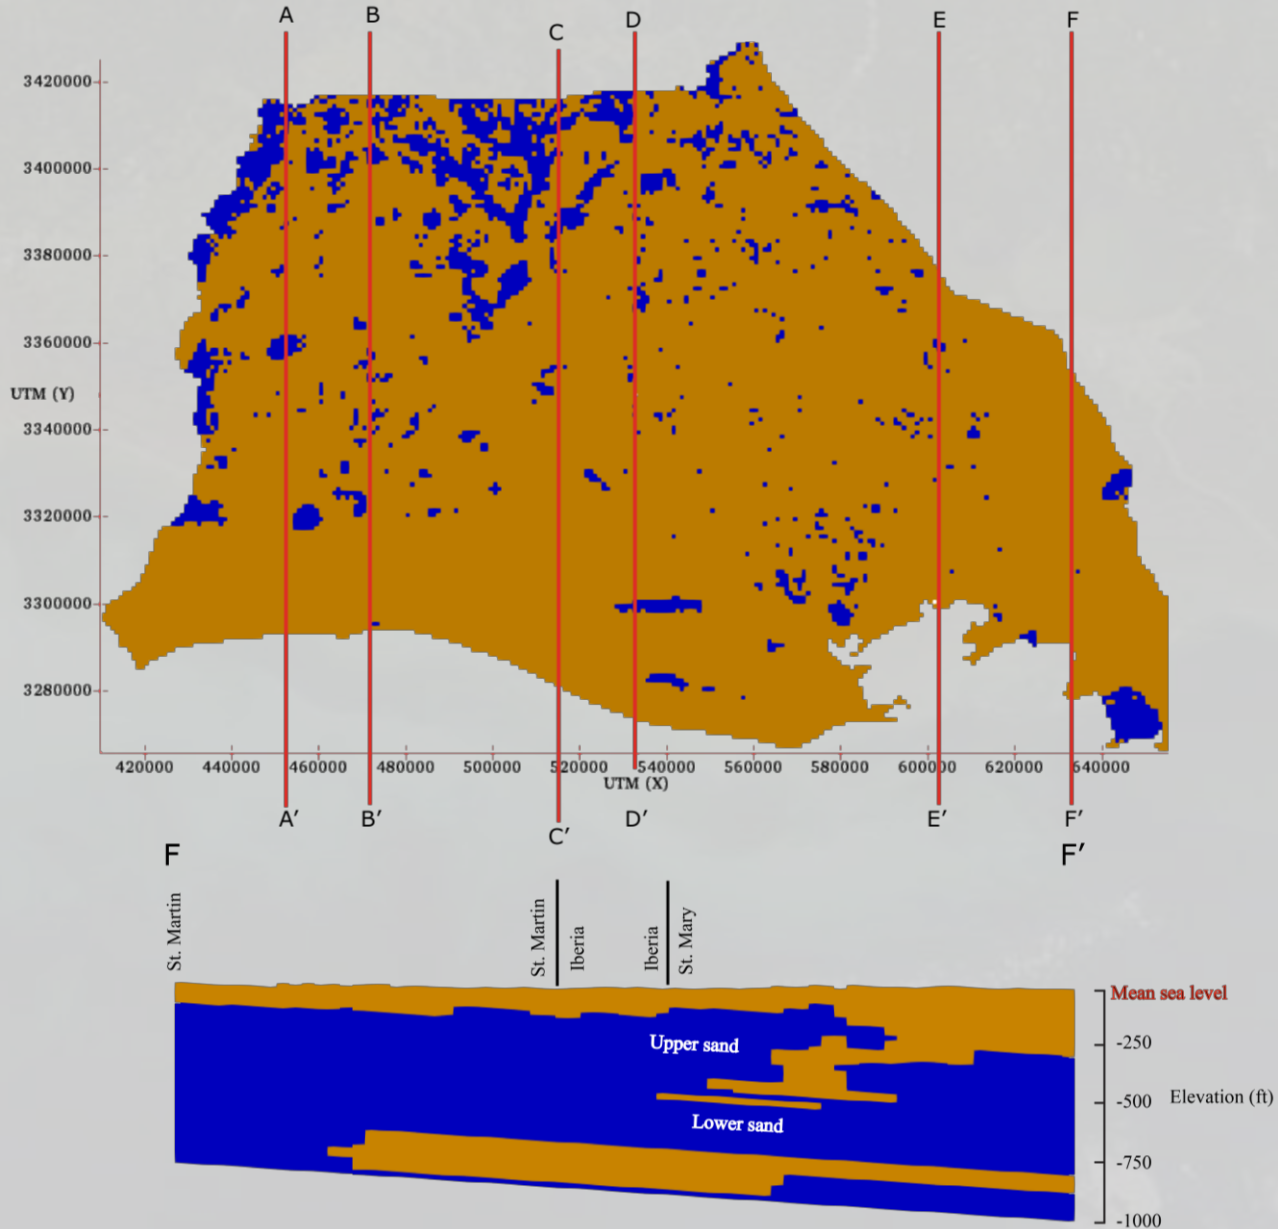 A B C D E F
3420000
3400000
3380000
3360000
UTM (Y)
3340000
3320000
3300000
3280000
420000 440000 460000 480000 500000 520000 540000 560000 580000 600000 620000 640000
UTM (X)
A′ B′ C′ D′ E′ F′
F F′
St. Martin
St. Martin
Iberia
Iberia
St. Mary
Mean sea level
Upper sand
-250
-500 Elevation (ft)
Lower sand
-750
-1000